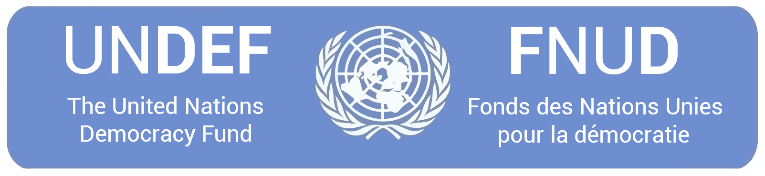 UNDEF
The United Nations
Democracy Fund
FNUD
Fonds des Nations Unies
pour la démocratie